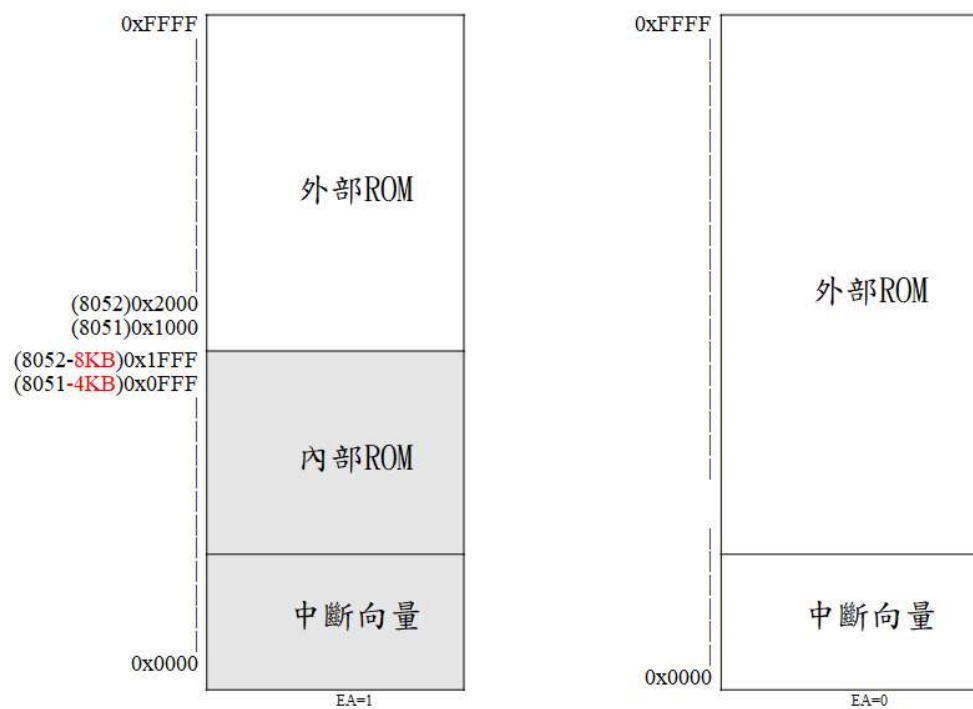 0xFFFF
外部ROM
(8052)0x2000
(8051)0x1000
(8052-8KB)0x1FFF
(8051-4KB)0x0FFF
內部ROM
中斷向量
0x0000
EA=1
0xFFFF
外部ROM
中斷向量
0x0000
EA=0